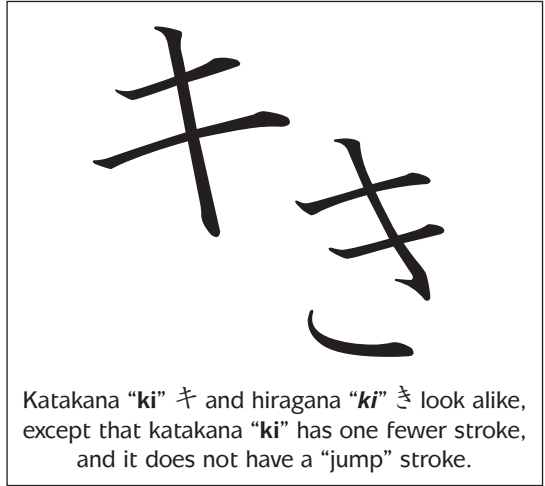 キ
き
Katakana “ki” キ and hiragana “ki” き look alike,
except that katakana “ki” has one fewer stroke,
and it does not have a “jump” stroke.